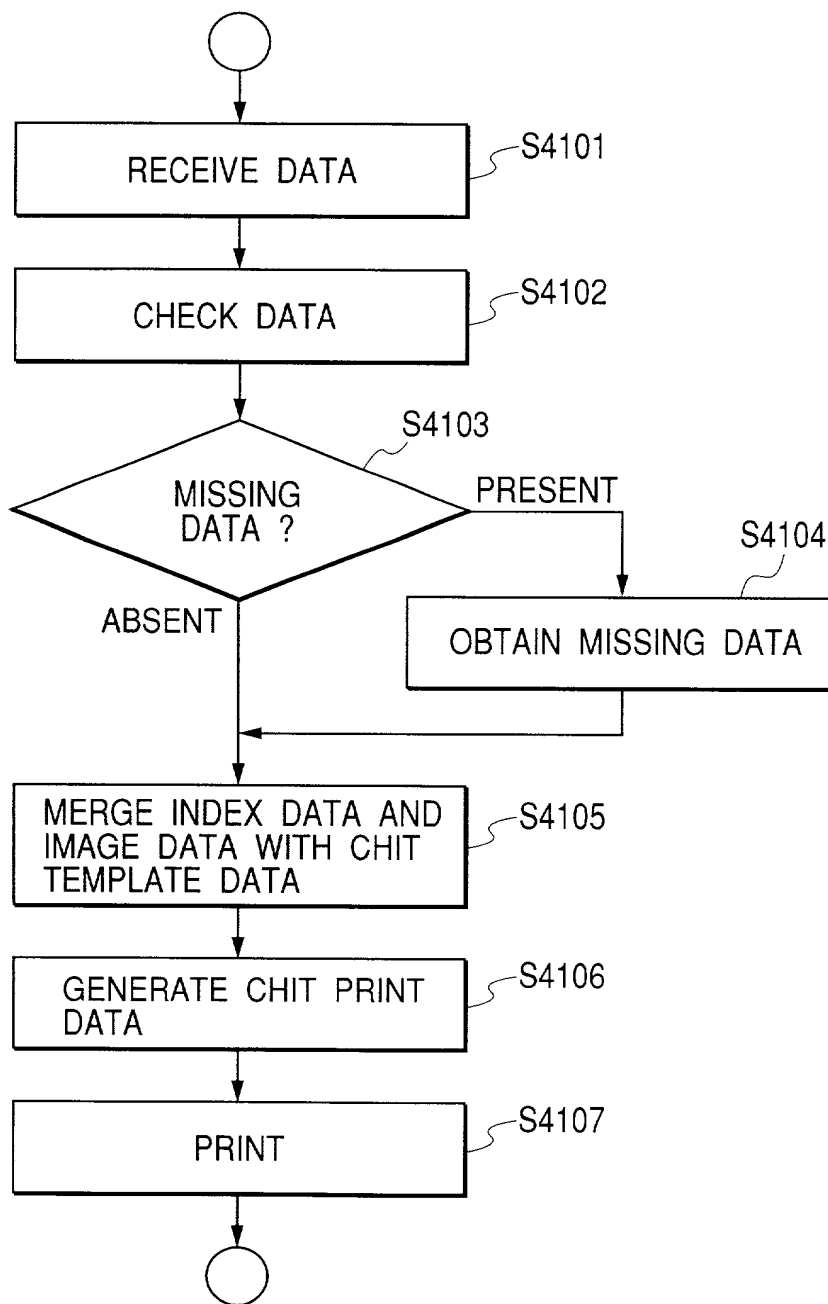 RECEIVE DATA
S4101
CHECK DATA
S4102
S4103
MISSING
DATA ?
PRESENT
S4104
ABSENT
OBTAIN MISSING DATA
MERGE INDEX DATA AND
IMAGE DATA WITH CHIT
TEMPLATE DATA
S4105
GENERATE CHIT PRINT
DATA
S4106
PRINT
S4107